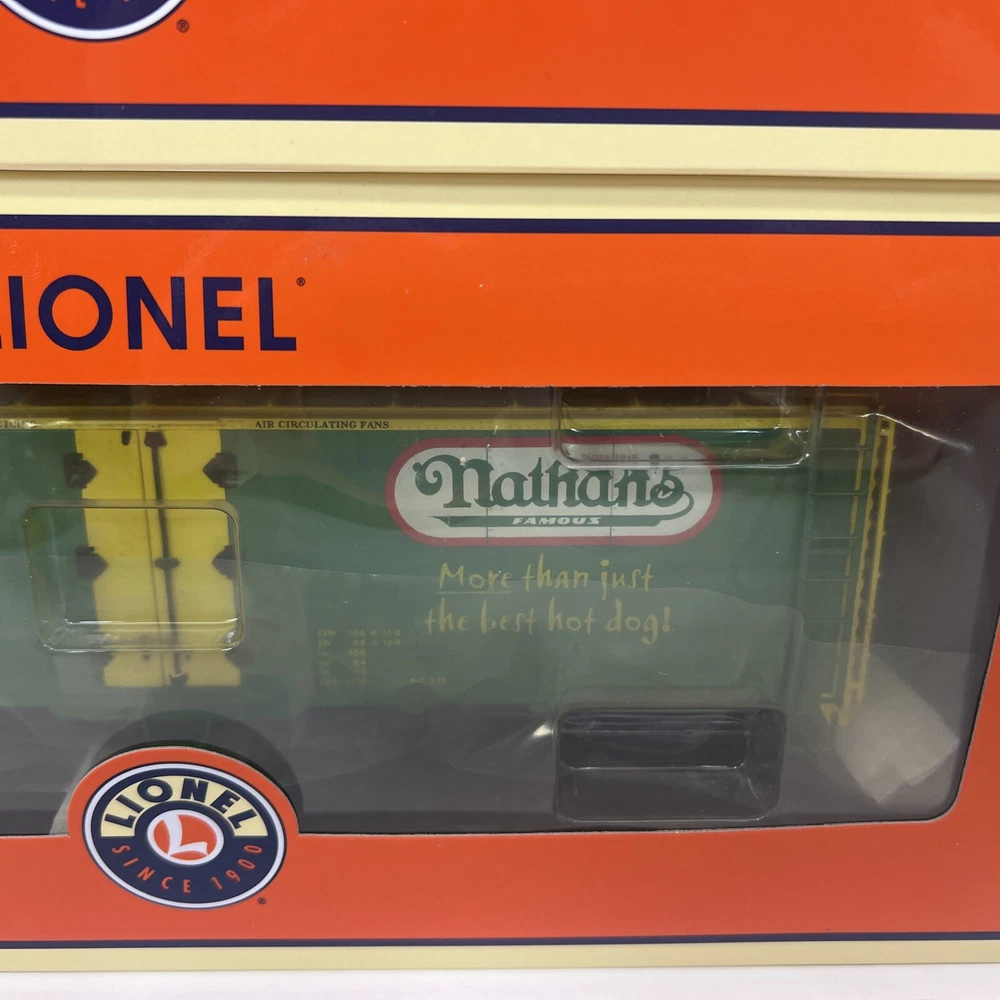 ®
LIONEL®
AIR CIRCULATING FANS
Nathan's
FAMOUS
More than just
the best hot dog!
LIONEL
L
SINCE 1900
®